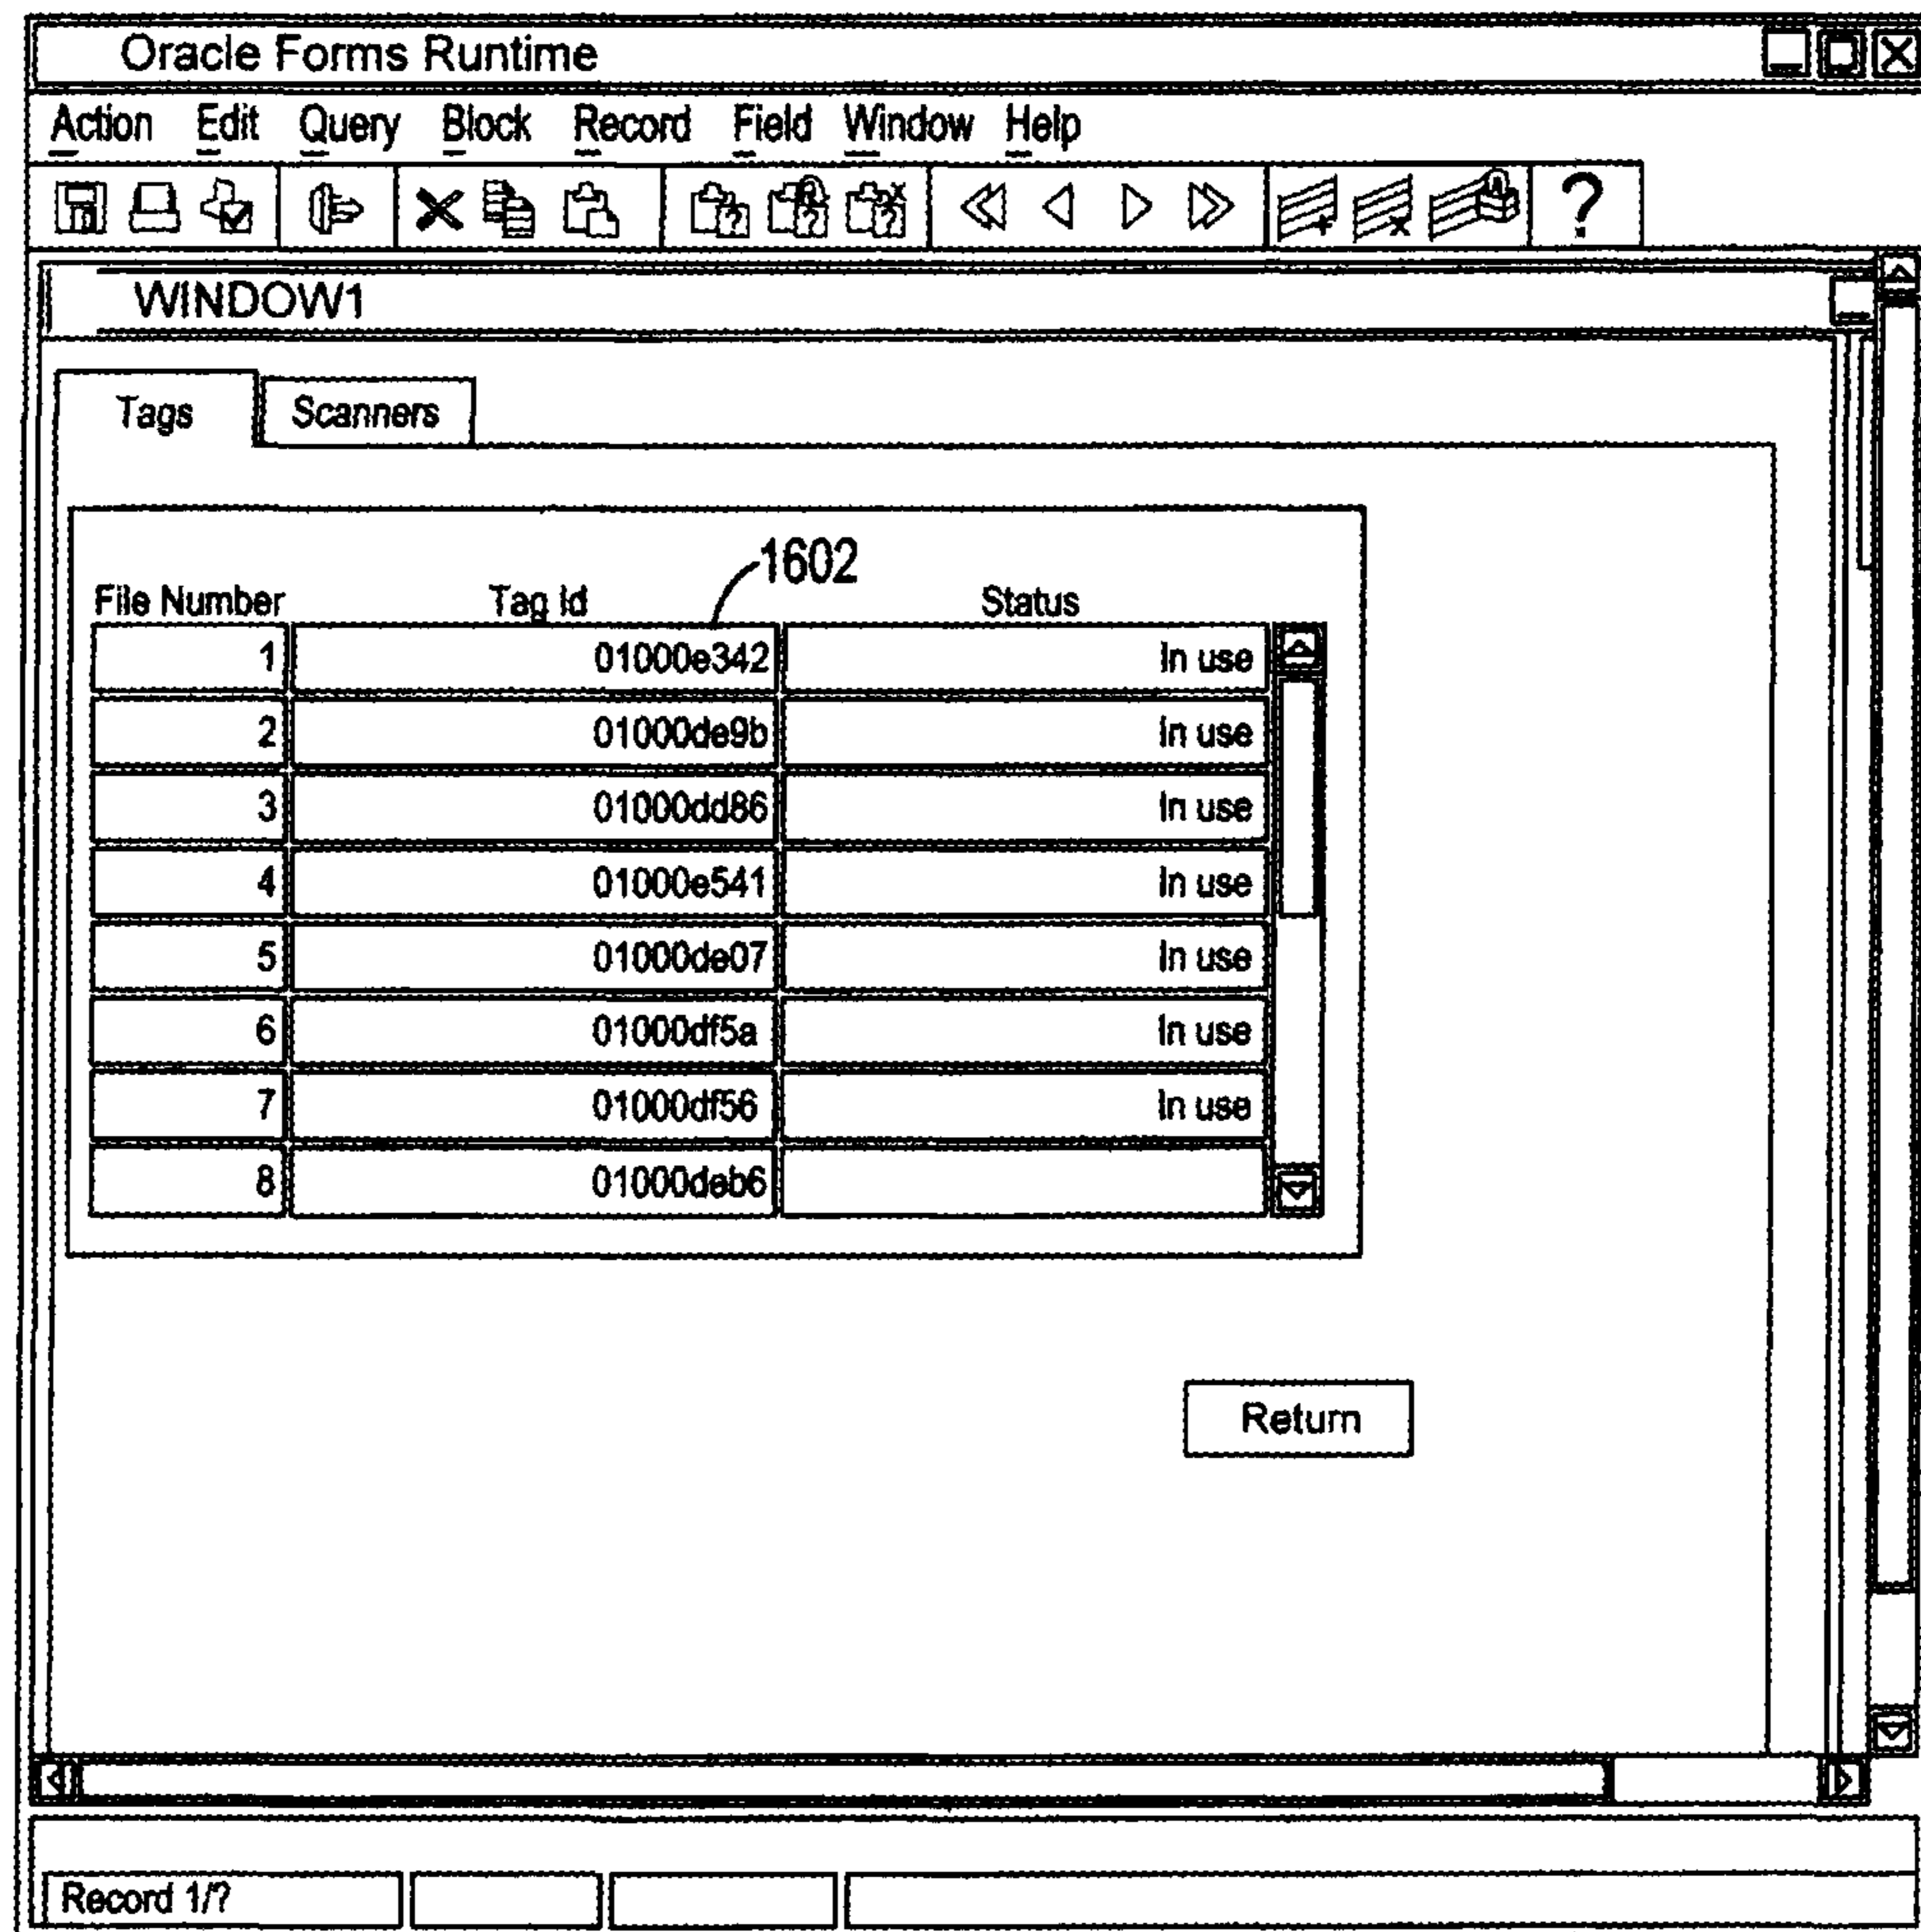 Oracle Forms Runtime
Action Edit Query Block Record Field Window Help
?
WINDOW1
Tags Scanners
1602
File Number Tag Id Status
1 01000e342 In use
2 01000de9b In use
3 01000dd86 In use
4 01000e541 In use
5 01000de07 In use
6 01000df5a In use
7 01000df56 In use
8 01000deb6
Return
Record 1/?